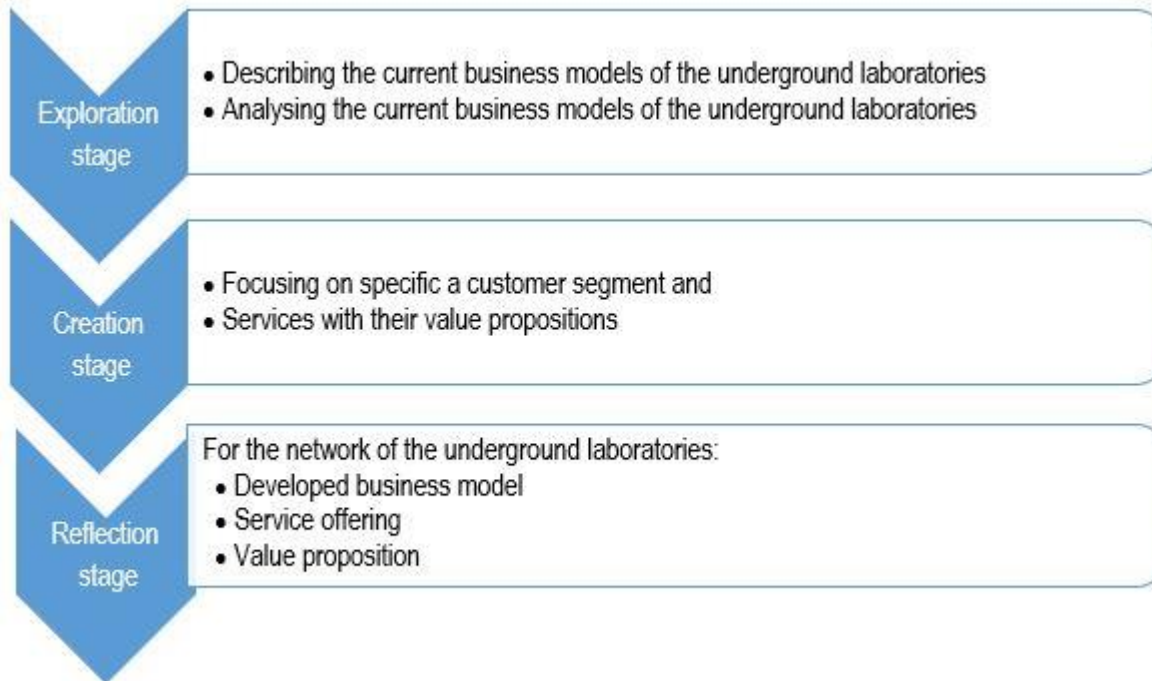 Exploration
stage
• Describing the current business models of the underground laboratories
• Analysing the current business models of the underground laboratories
Creation
stage
• Focusing on specific a customer segment and
• Services with their value propositions
Reflection
stage
For the network of the underground laboratories:
• Developed business model
• Service offering
• Value proposition